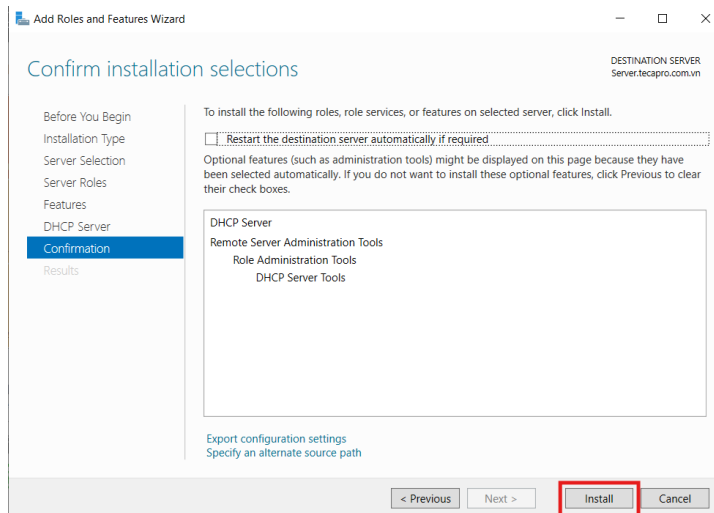 Add Roles and Features Wizard
Confirm installation selections
DESTINATION SERVER
Server.tecapro.com.vn
Before You Begin
Installation Type
Server Selection
Server Roles
Features
DHCP Server
Confirmation
Results
To install the following roles, role services, or features on selected server, click Install.
Restart the destination server automatically if required
Optional features (such as administration tools) might be displayed on this page because they have
been selected automatically. If you do not want to install these optional features, click Previous to clear
their check boxes.
DHCP Server
Remote Server Administration Tools
Role Administration Tools
DHCP Server Tools
Export configuration settings
Specify an alternate source path
< Previous
Next >
Install
Cancel